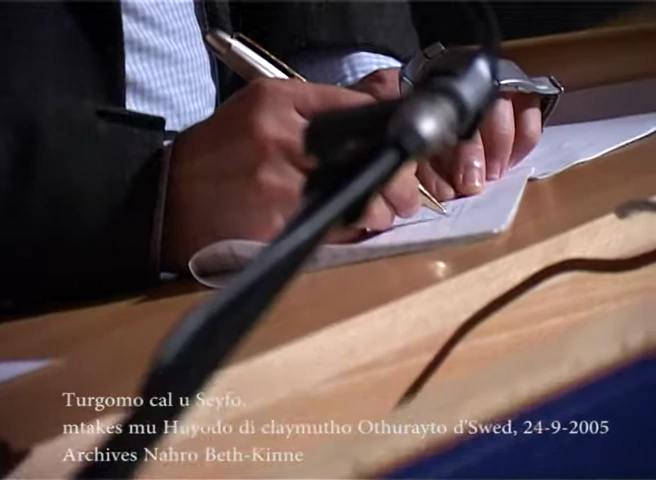 Turgomo cal u Seyfo.
mtakes mu Huyodo di claymutho Othurayto d'Swed, 24-9-2005
Archives Nahro Beth-Kinne